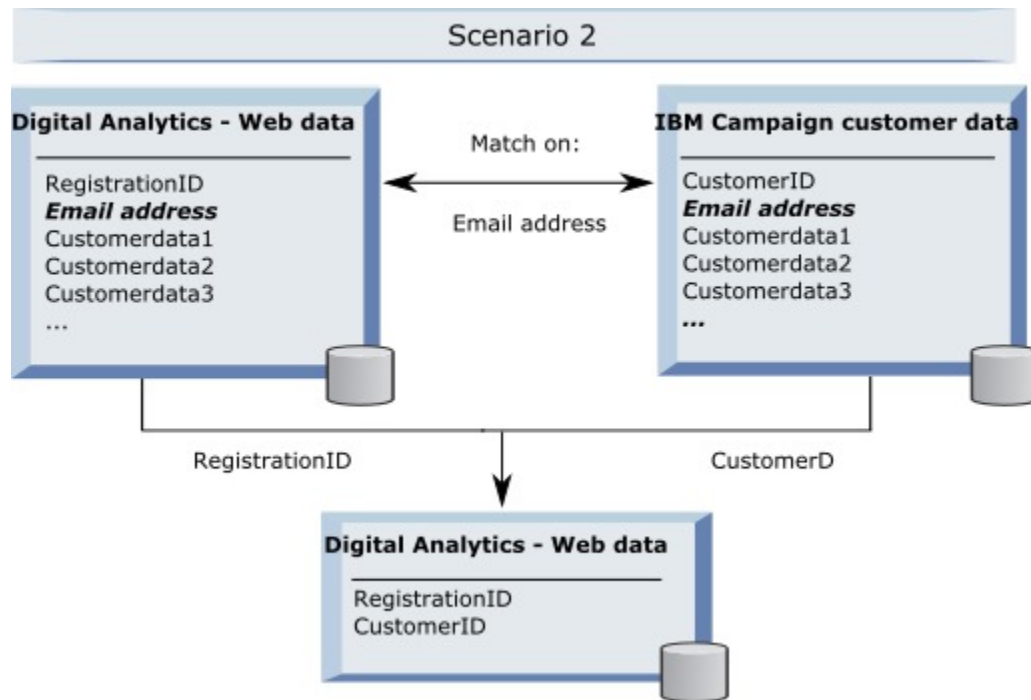 Scenario 2
Digital Analytics - Web data
RegistrationID
Email address
Customerdata1
Customerdata2
Customerdata3
...
Match on:
Email address
IBM Campaign customer data
CustomerID
Email address
Customerdata1
Customerdata2
Customerdata3
...
RegistrationID
CustomerD
Digital Analytics - Web data
RegistrationID
CustomerID